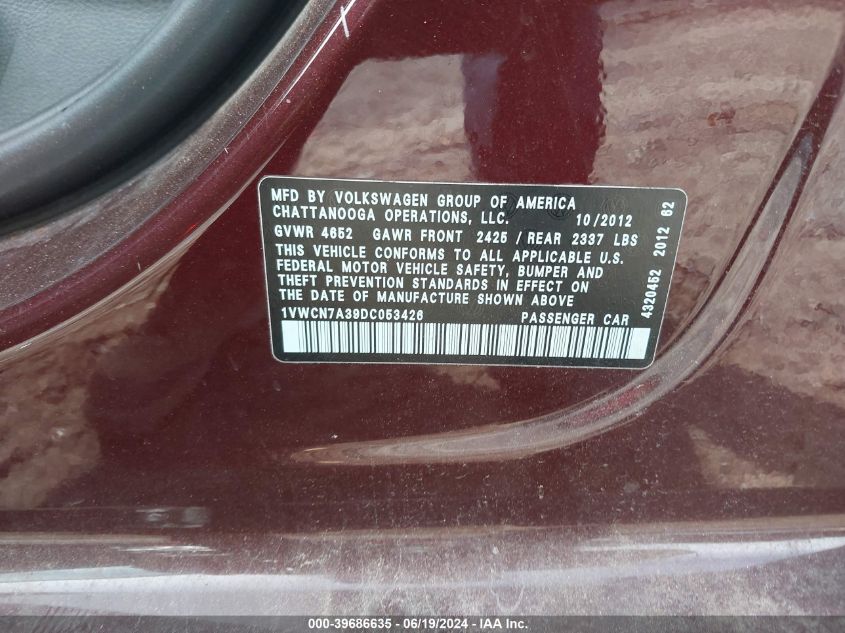 MFD BY VOLKSWAGEN GROUP OF AMERICA
CHATTANOOGA OPERATIONS, LLC. 10/2012
GVWR 4652 GAWR FRONT 2425 / REAR 2337 LBS
THIS VEHICLE CONFORMS TO ALL APPLICABLE U.S.
FEDERAL MOTOR VEHICLE SAFETY, BUMPER AND
THEFT PREVENTION STANDARDS IN EFFECT ON
THE DATE OF MANUFACTURE SHOWN ABOVE
1VWCN7A39DC053426 PASSENGER CAR
4320452 2012 62
000-39686635 - 06/19/2024 - IAA Inc.